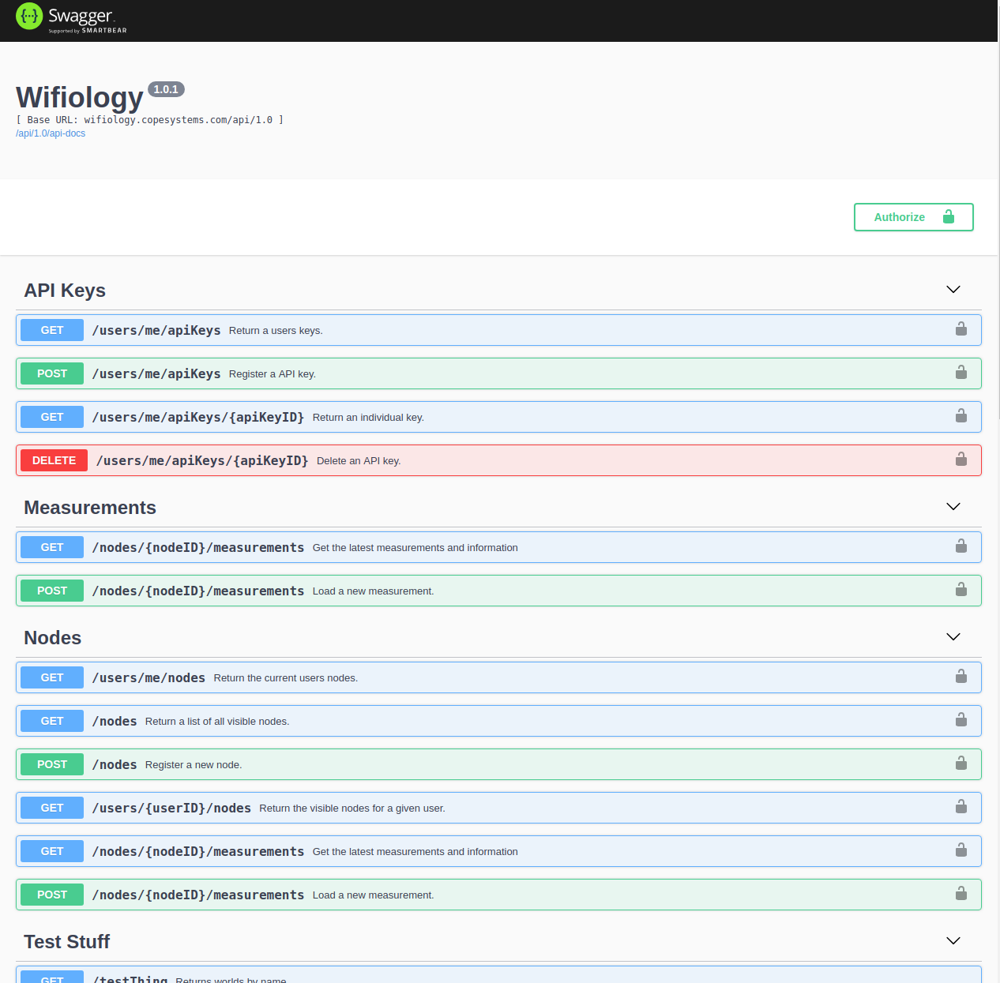 Swagger
Supported by SMARTBEAR
Wifiology 1.0.1
[ Base URL: wifiology.copesystems.com/api/1.0 ]
/api/1.0/api-docs
Authorize
API Keys
GET /users/me/apiKeys Return a users keys.
POST /users/me/apiKeys Register a API key.
GET /users/me/apiKeys/{apiKeyID} Return an individual key.
DELETE /users/me/apiKeys/{apiKeyID} Delete an API key.
Measurements
GET /nodes/{nodeID}/measurements Get the latest measurements and information
POST /nodes/{nodeID}/measurements Load a new measurement.
Nodes
GET /users/me/nodes Return the current users nodes.
GET /nodes Return a list of all visible nodes.
POST /nodes Register a new node.
GET /users/{userID}/nodes Return the visible nodes for a given user.
GET /nodes/{nodeID}/measurements Get the latest measurements and information
POST /nodes/{nodeID}/measurements Load a new measurement.
Test Stuff
GET /testThing Returns worlds by name